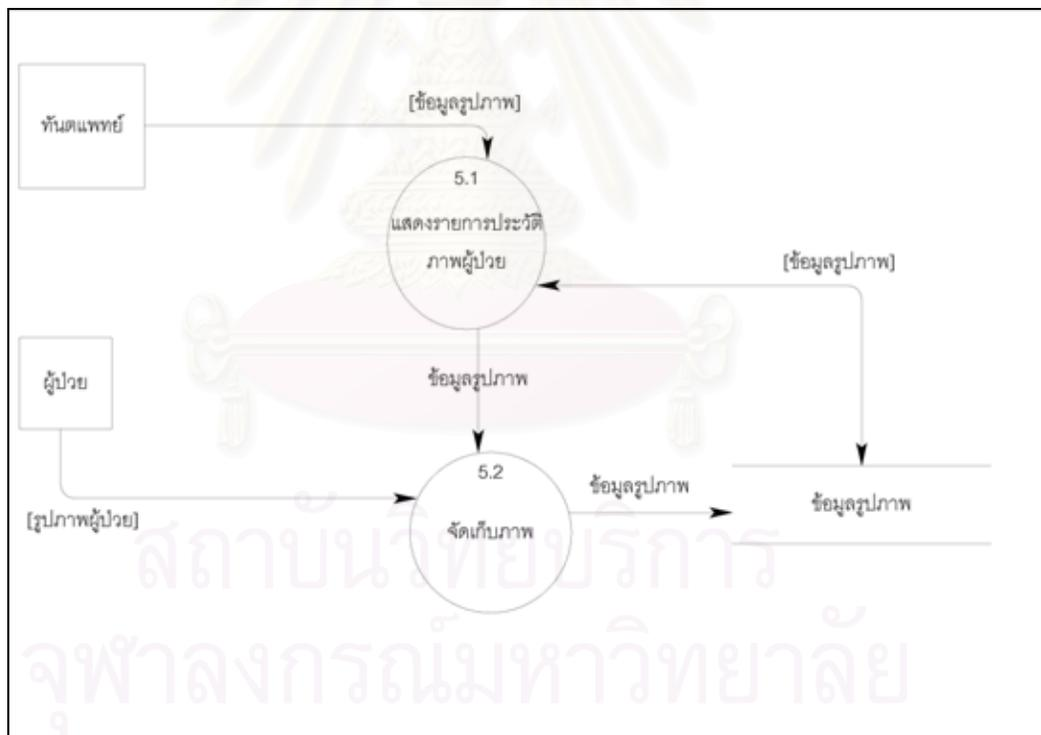 [ข้อมูลรูปภาพ]
ทันตแพทย์
5.1
แสดงรายการประวัติ
ภาพผู้ป่วย
[ข้อมูลรูปภาพ]
ผู้ป่วย
ข้อมูลรูปภาพ
5.2
ข้อมูลรูปภาพ
ข้อมูลรูปภาพ
[รูปภาพผู้ป่วย]
จัดเก็บภาพ
สถาบันวิทยบริการ
จุฬาลงกรณ์มหาวิทยาลัย